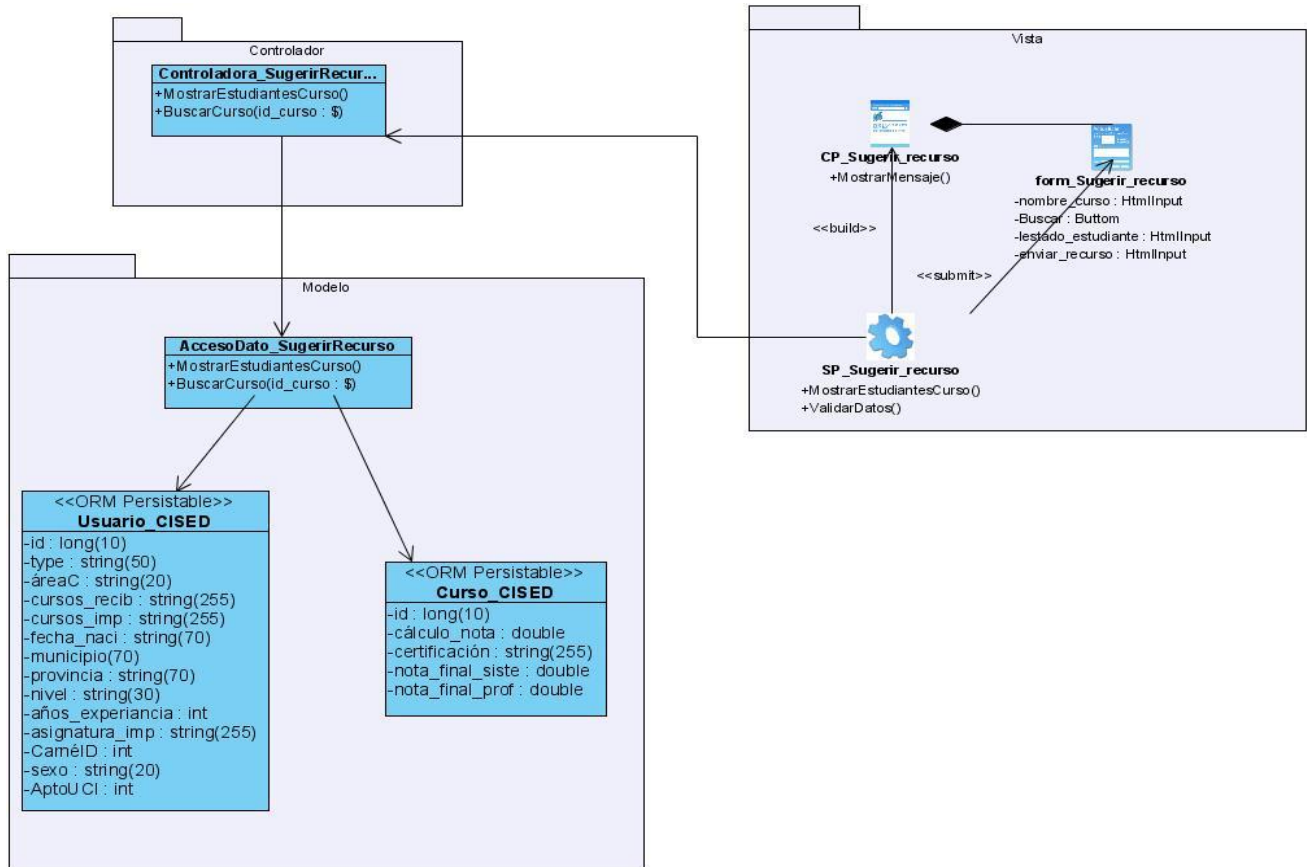 Controlador
Controladora_SugerirRecur...
+MostrarEstudiantesCurso()
+BuscarCurso(id_curso : $)
Vista
CP_Sugerir_recurso
+MostrarMensaje()
form_Sugerir_recurso
-nombre_curso : HtmlInput
-Buscar : Buttom
-lestado_estudiante : HtmlInput
-enviar_recurso : HtmlInput
<<build>>
<<submit>>
SP_Sugerir_recurso
+MostrarEstudiantesCurso()
+ValidarDatos()
Modelo
AccesoDato_SugerirRecurso
+MostrarEstudiantesCurso()
+BuscarCurso(id_curso : $)
<<ORM Persistable>>
Usuario_CISED
-id : long(10)
-type : string(50)
-áreaC : string(20)
-cursos_recib : string(255)
-cursos_imp : string(255)
-fecha_naci : string(70)
-municipio(70)
-provincia : string(70)
-nivel : string(30)
-años_experiancia : int
-asignatura_imp : string(255)
-CarnéID : int
-sexo : string(20)
-AptoUCI : int
<<ORM Persistable>>
Curso_CISED
-id : long(10)
-cálculo_nota : double
-certificación : string(255)
-nota_final_siste : double
-nota_final_prof : double